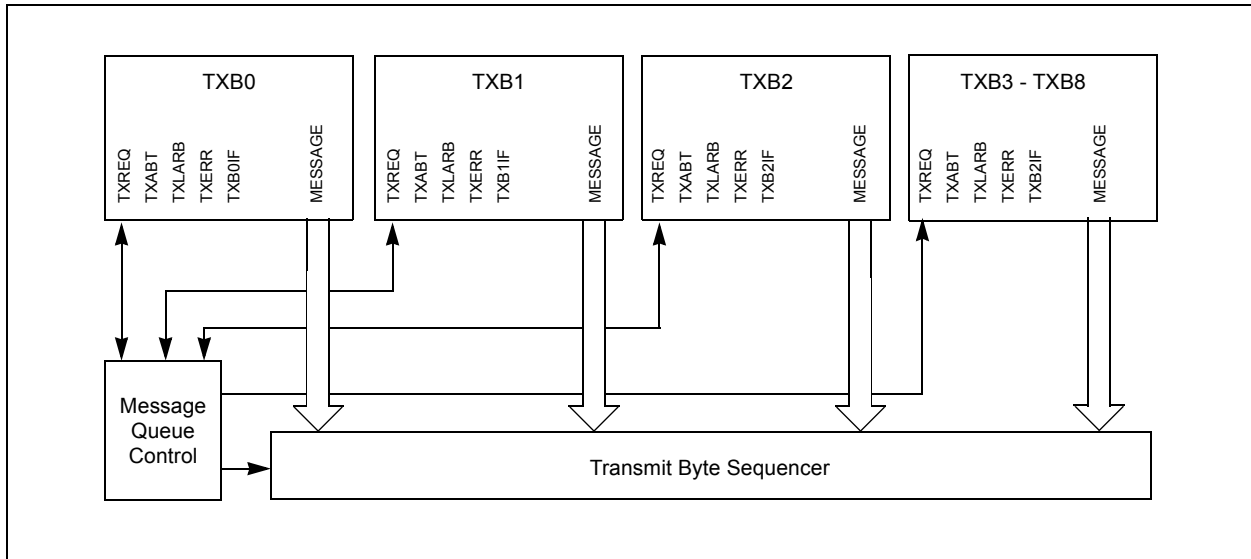 TXB0
TXREQ
TXABT
TXLARB
TXERR
TXB0IF
MESSAGE
TXB1
TXREQ
TXABT
TXLARB
TXERR
TXB1IF
MESSAGE
TXB2
TXREQ
TXABT
TXLARB
TXERR
TXB2IF
MESSAGE
TXB3 - TXB8
TXREQ
TXABT
TXLARB
TXERR
TXB2IF
MESSAGE
Message
Queue
Control
Transmit Byte Sequencer